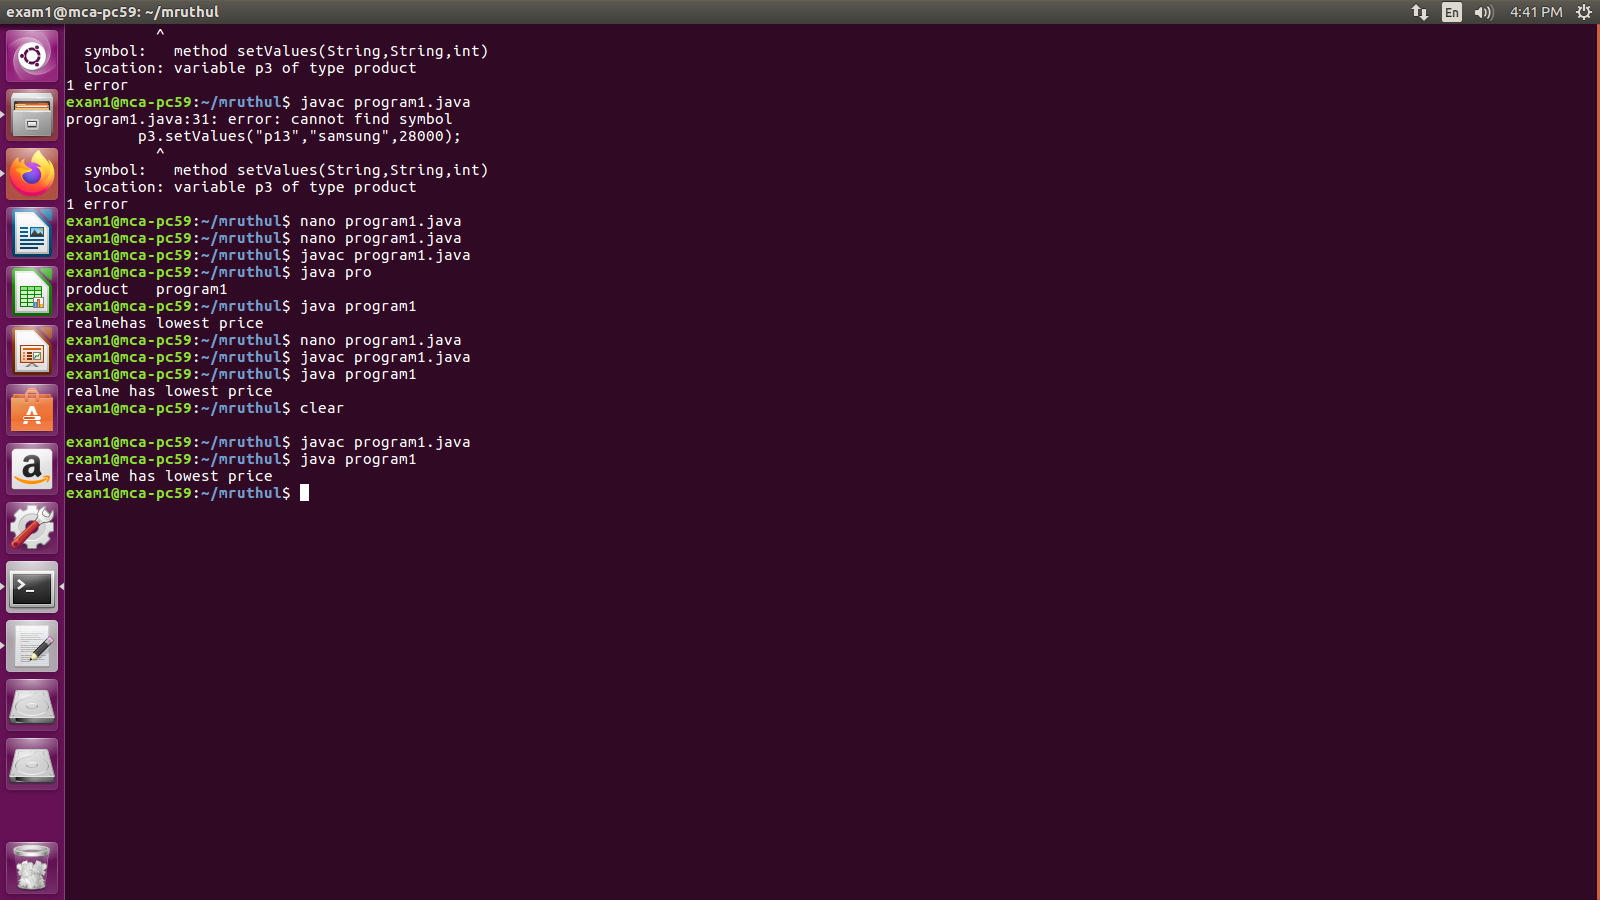 exam1@mca-pc59: ~/mruthul
En
4:41 PM
^
symbol:   method setValues(String,String,int)
location: variable p3 of type product
1 error
exam1@mca-pc59:~/mruthul$ javac program1.java
program1.java:31: error: cannot find symbol
p3.setValues("p13","samsung",28000);
^
symbol:   method setValues(String,String,int)
location: variable p3 of type product
1 error
exam1@mca-pc59:~/mruthul$ nano program1.java
exam1@mca-pc59:~/mruthul$ nano program1.java
exam1@mca-pc59:~/mruthul$ javac program1.java
exam1@mca-pc59:~/mruthul$ java pro
product   program1
exam1@mca-pc59:~/mruthul$ java program1
realmehas lowest price
exam1@mca-pc59:~/mruthul$ nano program1.java
exam1@mca-pc59:~/mruthul$ javac program1.java
exam1@mca-pc59:~/mruthul$ java program1
realme has lowest price
exam1@mca-pc59:~/mruthul$ clear
exam1@mca-pc59:~/mruthul$ javac program1.java
exam1@mca-pc59:~/mruthul$ java program1
realme has lowest price
exam1@mca-pc59:~/mruthul$